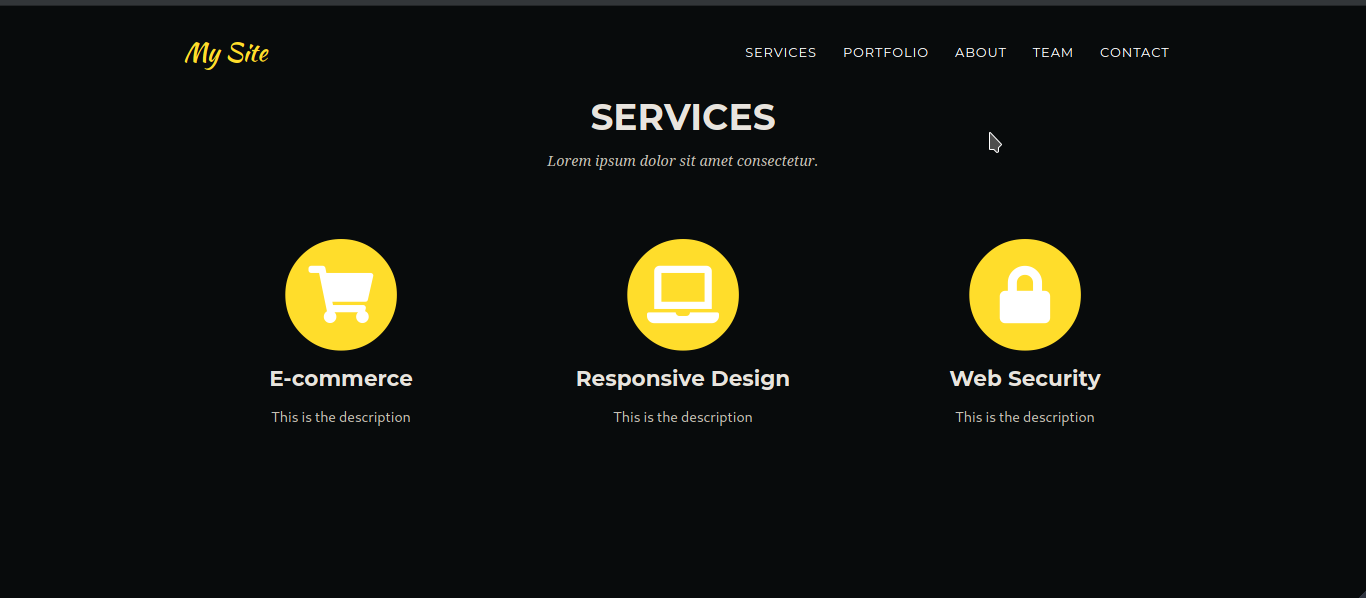 My Site
SERVICES PORTFOLIO ABOUT TEAM CONTACT
SERVICES
Lorem ipsum dolor sit amet consectetur.
E-commerce
This is the description
Responsive Design
This is the description
Web Security
This is the description